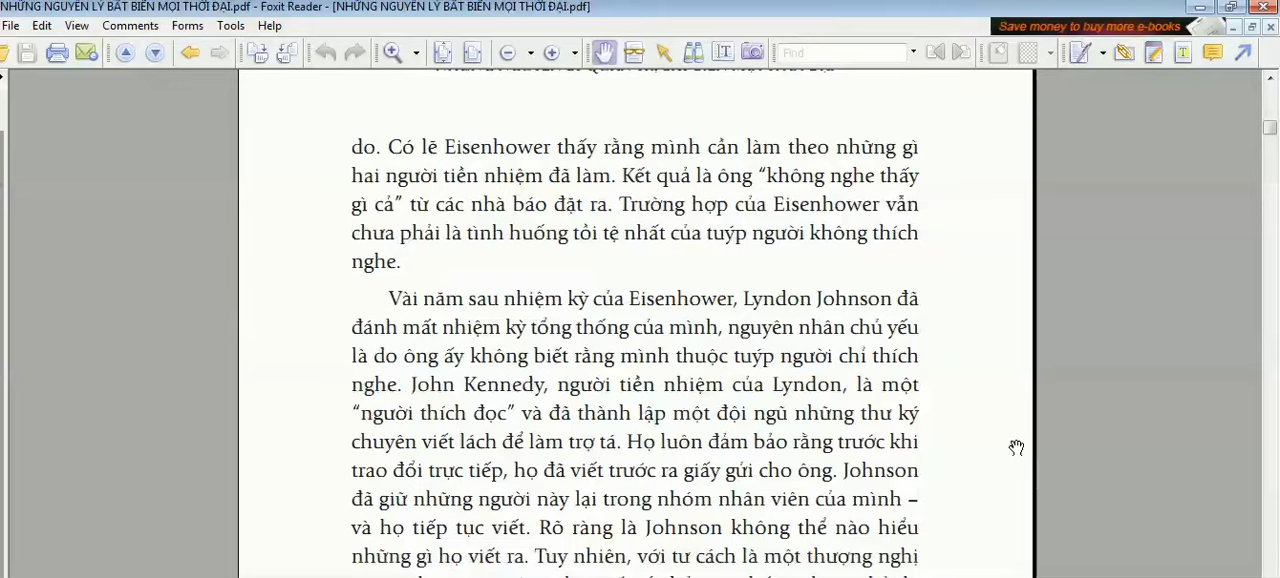 NHỮNG NGUYÊN LÝ BẤT BIẾN MỌI THỜI ĐẠI.pdf - Foxit Reader - [NHỮNG NGUYÊN LÝ BẤT BIẾN MỌI THỜI ĐẠI.pdf]
File Edit View Comments Forms Tools Help
Save money to buy more e-books
Find
do. Có lẽ Eisenhower thấy rằng mình cần làm theo những gì
hai người tiền nhiệm đã làm. Kết quả là ông “không nghe thấy
gì cả” từ các nhà báo đặt ra. Trường hợp của Eisenhower vẫn
chưa phải là tình huống tồi tệ nhất của tuýp người không thích
nghe.
Vài năm sau nhiệm kỳ của Eisenhower, Lyndon Johnson đã
đánh mất nhiệm kỳ tổng thống của mình, nguyên nhân chủ yếu
là do ông ấy không biết rằng mình thuộc tuýp người chỉ thích
nghe. John Kennedy, người tiền nhiệm của Lyndon, là một
“người thích đọc” và đã thành lập một đội ngũ những thư ký
chuyên viết lách để làm trợ tá. Họ luôn đảm bảo rằng trước khi
trao đổi trực tiếp, họ đã viết trước ra giấy gửi cho ông. Johnson
đã giữ những người này lại trong nhóm nhân viên của mình –
và họ tiếp tục viết. Rõ ràng là Johnson không thể nào hiểu
những gì họ viết ra. Tuy nhiên, với tư cách là một thượng nghị